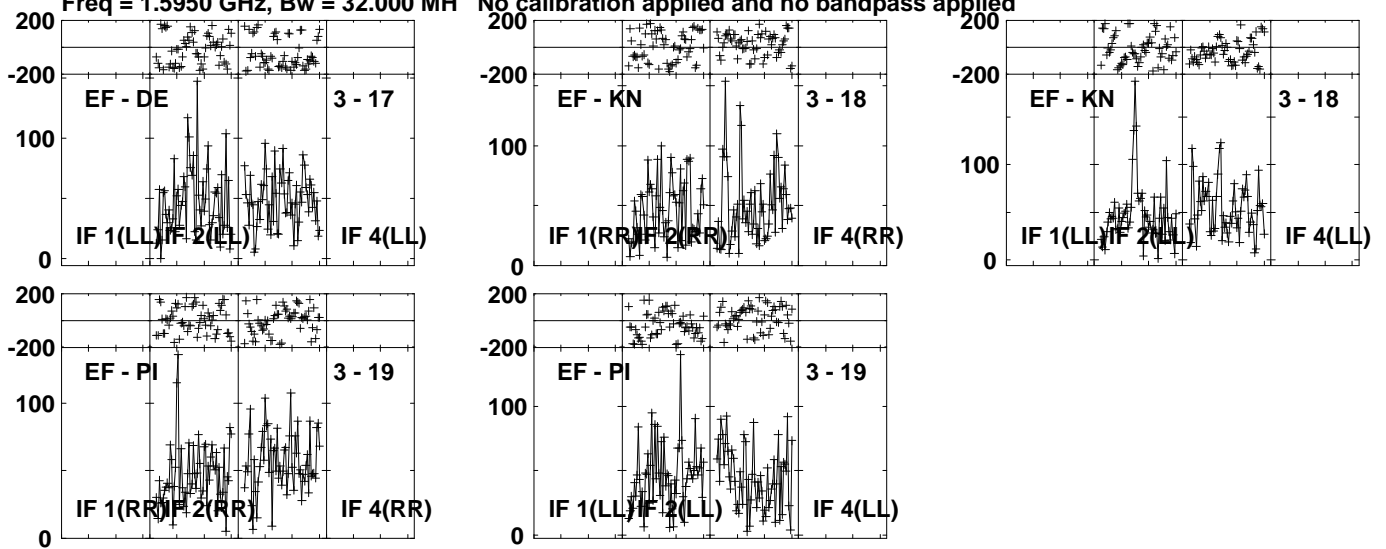 Freq = 1.5950 GHz, Bw = 32.000 MH No calibration applied and no bandpass applied
200
-200
EF - DE 3 - 17
100
IF 1(LL) IF 2(LL) IF 4(LL)
0
EF - KN 3 - 18
100
IF 1(RR) IF 2(RR) IF 4(RR)
0
EF - KN 3 - 18
200
-200
100
IF 1(LL) IF 2(LL) IF 4(LL)
0
200
-200
EF - PI 3 - 19
100
IF 1(RR) IF 2(RR) IF 4(RR)
0
200
-200
EF - PI 3 - 19
100
IF 1(LL) IF 2(LL) IF 4(LL)
0